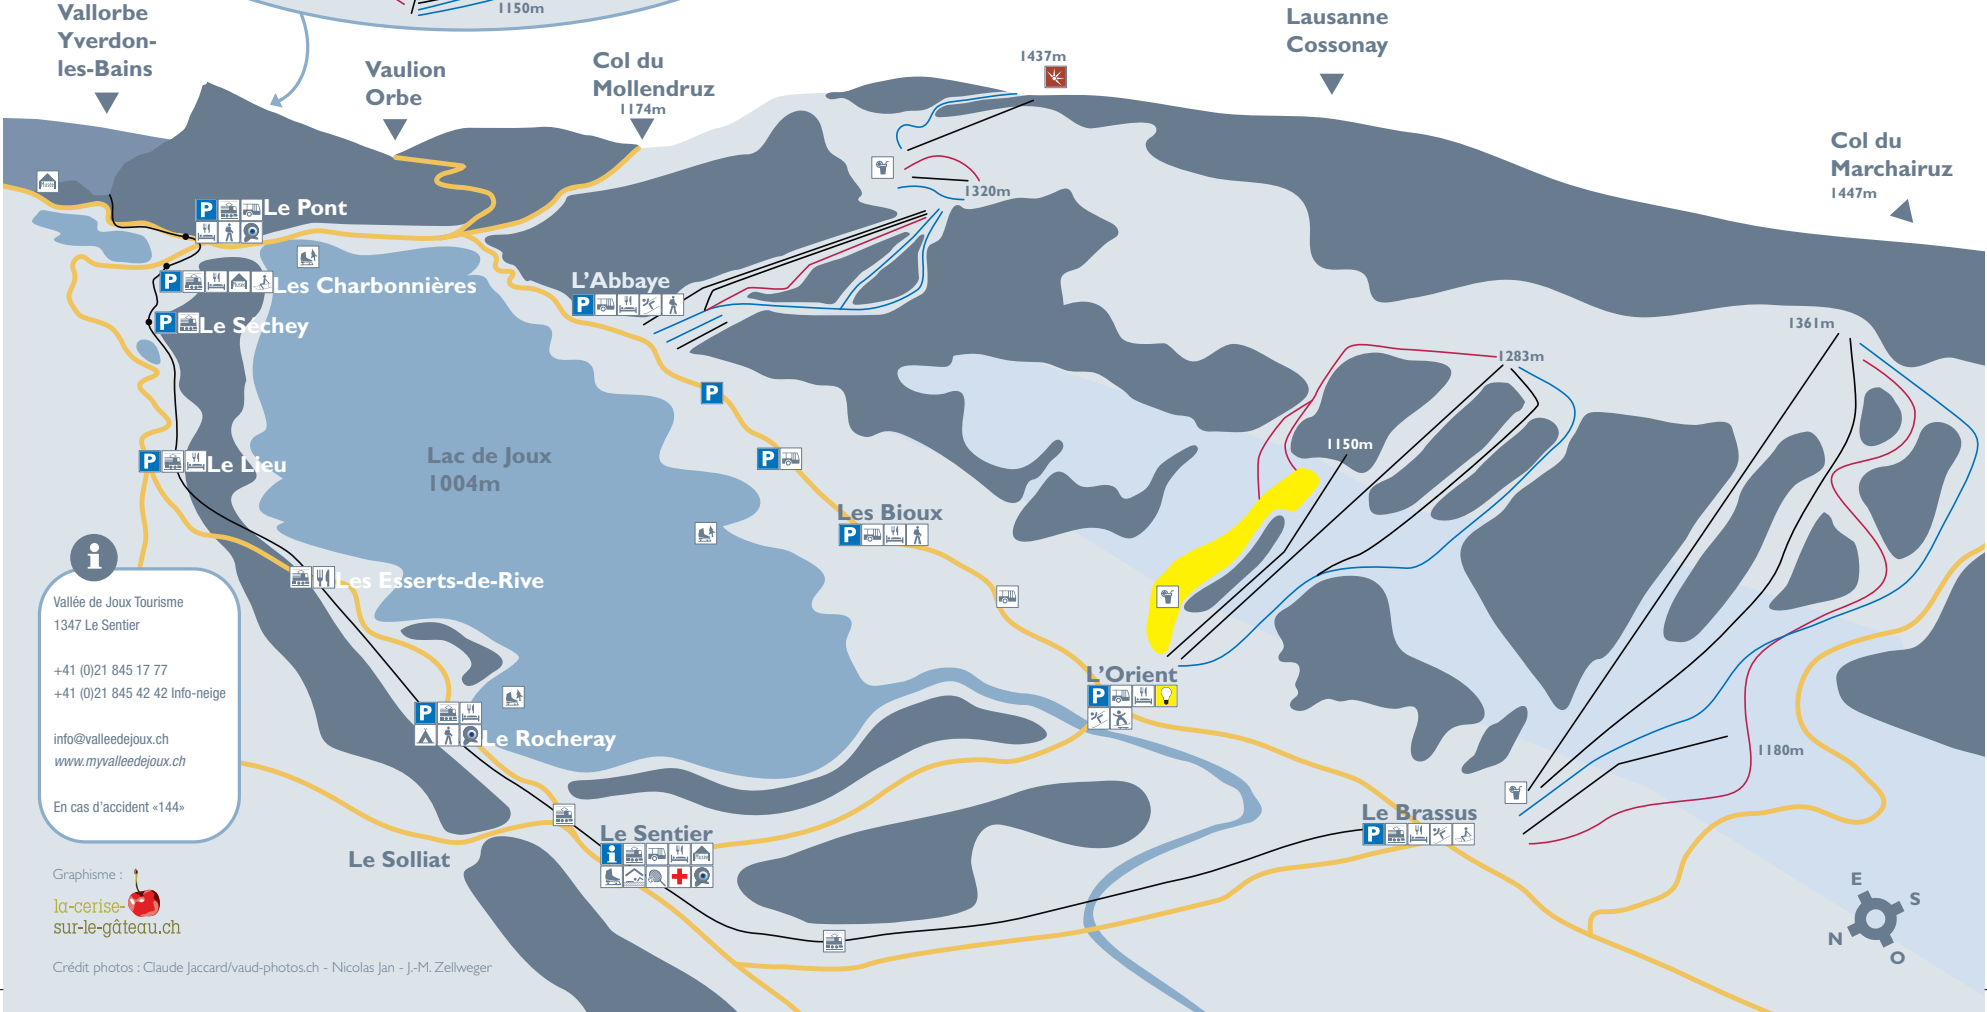 1150m
Vallorbe
Yverdon-
les-Bains
Vaulion
Orbe
Col du
Mollendruz
1174m
1437m
Lausanne
Cossonay
Col du
Marchairuz
1447m
1320m
P
Le Pont
Musée
P
Musée
Les Charbonnières
P
Le Séchey
L'Abbaye
P
P
P
1361m
1283m
1150m
Lac de Joux
1004m
P
Le Lieu
Les Bioux
P
Les Esserts-de-Rive
i
Vallée de Joux Tourisme
1347 Le Sentier
+41 (0)21 845 17 77
+41 (0)21 845 42 42 Info-neige
info@valleedejoux.ch
www.myvalleedejoux.ch
En cas d'accident «144»
L'Orient
P
P
Le Rocheray
1180m
Le Brassus
P
Le Sentier
i
Musée
Le Solliat
Graphisme :
la-cerise-
sur-le-gâteau.ch
Crédit photos : Claude Jaccard/vaud-photos.ch - Nicolas Jan - J.-M. Zellweger
E
S
N
O